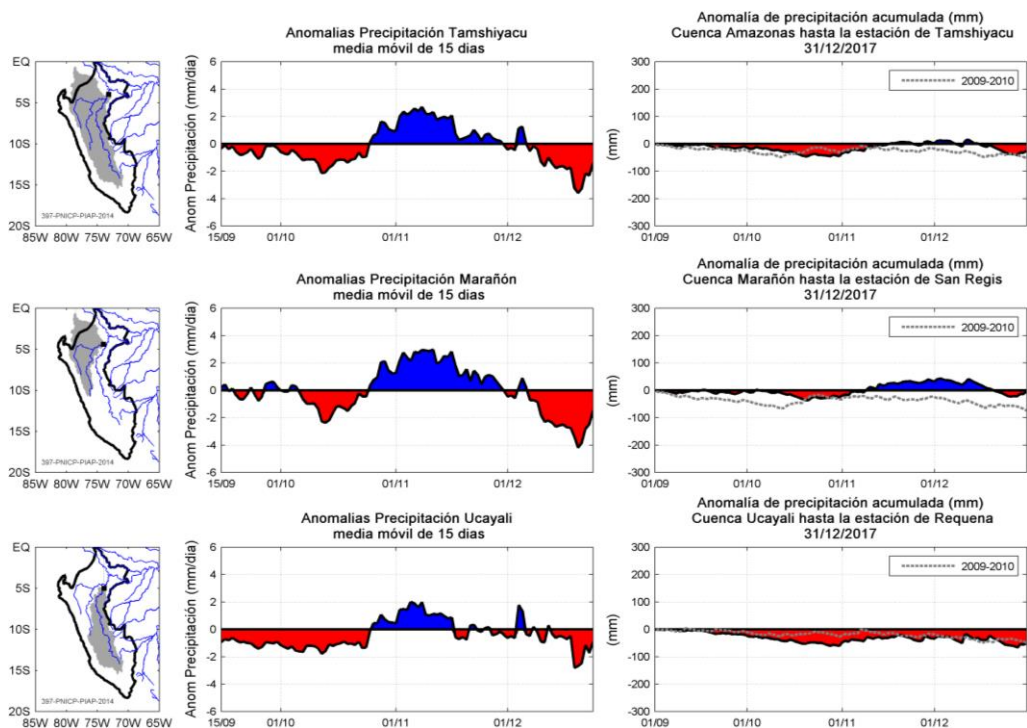 EQ
5S
10S
15S
20S
85W 80W 75W 70W 65W
397-PNICP-PIAP-2014
Anomalias Precipitación Tamshiyacu
media móvil de 15 dias
Anom Precipitación (mm/dia)
6
4
2
0
-2
-4
-6
15/09 01/10 01/11 01/12
Anomalía de precipitación acumulada (mm)
Cuenca Amazonas hasta la estación de Tamshiyacu
31/12/2017
2009-2010
(mm)
300
200
100
0
-100
-200
-300
01/09 01/10 01/11 01/12
EQ
5S
10S
15S
20S
85W 80W 75W 70W 65W
397-PNICP-PIAP-2014
Anomalias Precipitación Marañón
media móvil de 15 dias
Anom Precipitación (mm/dia)
6
4
2
0
-2
-4
-6
15/09 01/10 01/11 01/12
Anomalía de precipitación acumulada (mm)
Cuenca Marañón hasta la estación de San Regis
31/12/2017
2009-2010
(mm)
300
200
100
0
-100
-200
-300
01/09 01/10 01/11 01/12
EQ
5S
10S
15S
20S
85W 80W 75W 70W 65W
397-PNICP-PIAP-2014
Anomalias Precipitación Ucayali
media móvil de 15 dias
Anom Precipitación (mm/dia)
6
4
2
0
-2
-4
-6
15/09 01/10 01/11 01/12
Anomalía de precipitación acumulada (mm)
Cuenca Ucayali hasta la estación de Requena
31/12/2017
2009-2010
(mm)
300
200
100
0
-100
-200
-300
01/09 01/10 01/11 01/12